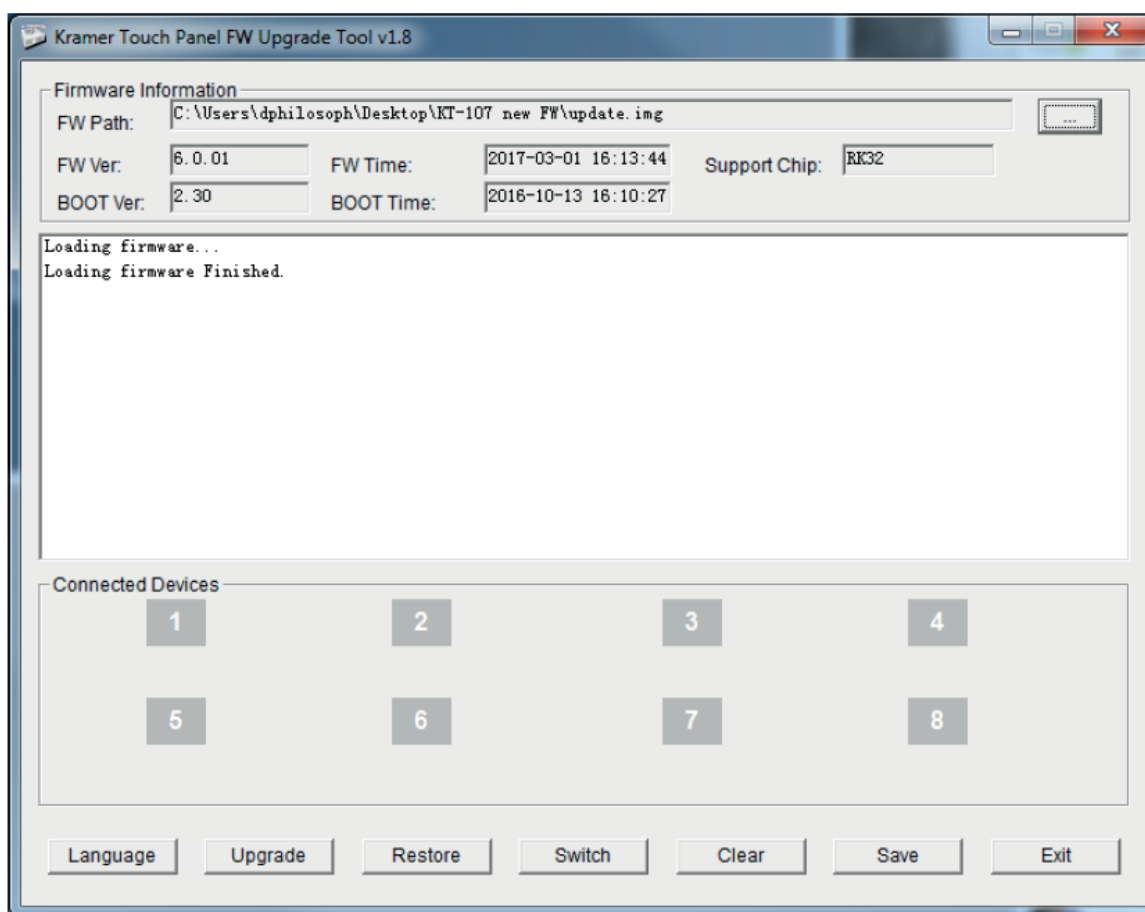 Kramer Touch Panel FW Upgrade Tool v1.8
Firmware Information
FW Path: C:\Users\dphilosoph\Desktop\KT-107 new FW\update.img ...
FW Ver: 6.0.01 FW Time: 2017-03-01 16:13:44 Support Chip: RK32
BOOT Ver: 2.30 BOOT Time: 2016-10-13 16:10:27
Loading firmware...
Loading firmware Finished.
Connected Devices
1 2 3 4
5 6 7 8
Language Upgrade Restore Switch Clear Save Exit